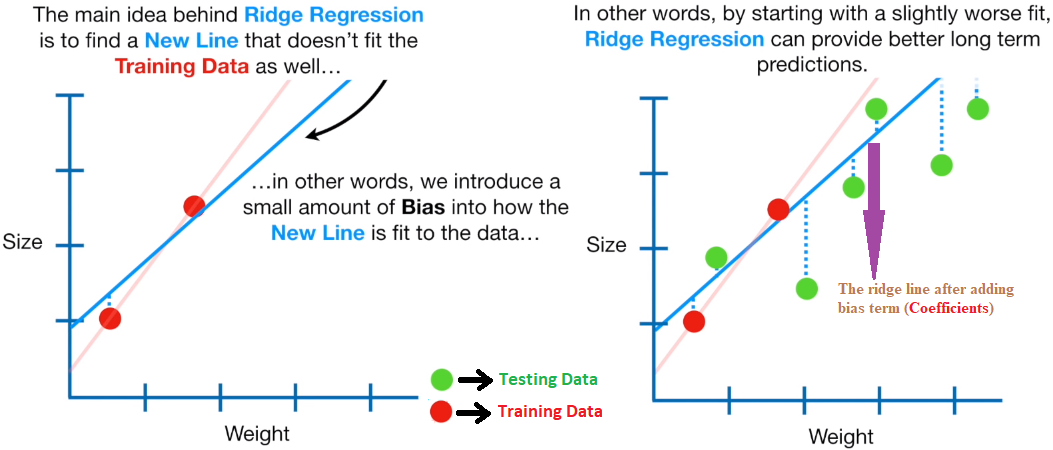 The main idea behind Ridge Regression
is to find a New Line that doesn’t fit the
Training Data as well…
…in other words, we introduce a
small amount of Bias into how the
New Line is fit to the data…
Size
Weight
Testing Data
Training Data
In other words, by starting with a slightly worse fit,
Ridge Regression can provide better long term
predictions.
Size
The ridge line after adding
bias term (Coefficients)
Weight